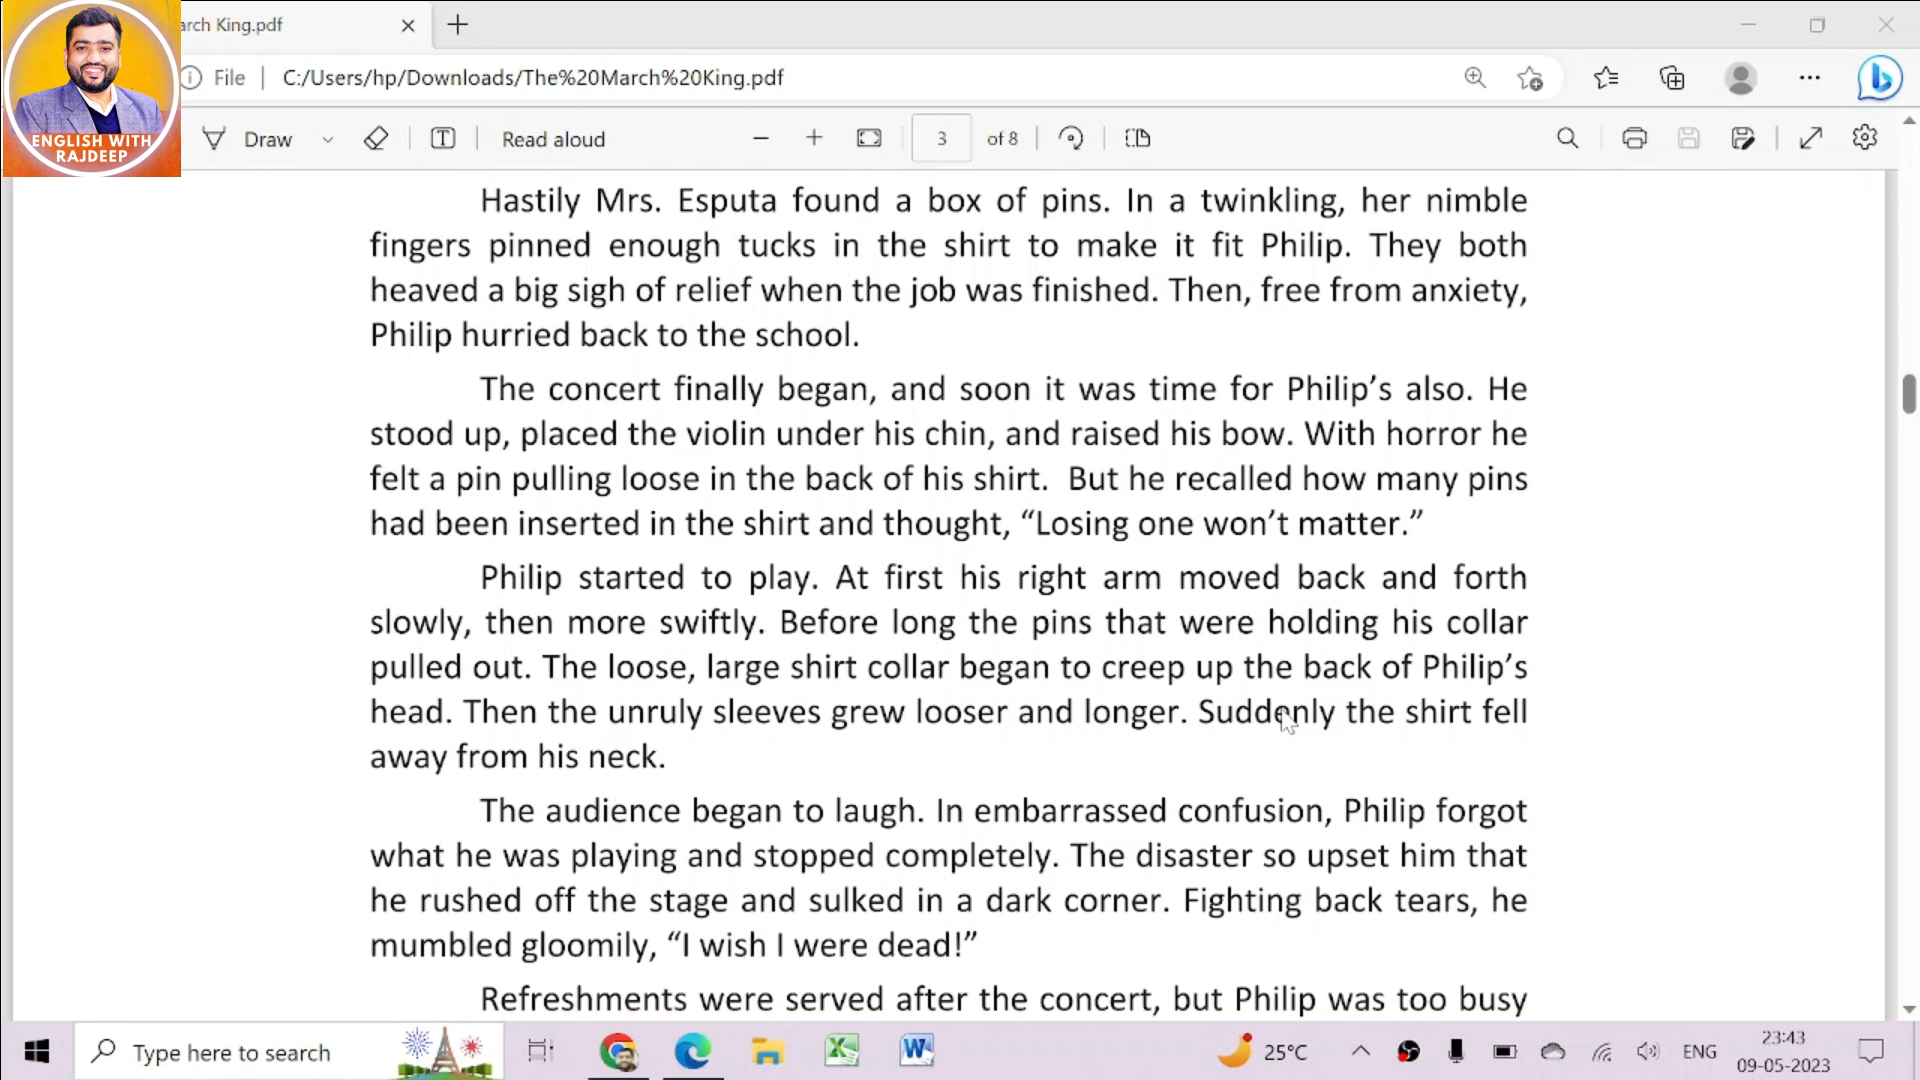 arch King.pdf
File | C:/Users/hp/Downloads/The%20March%20King.pdf
ENGLISH WITH
RAJDEEP
Draw
Read aloud
3 of 8
Hastily Mrs. Esputa found a box of pins. In a twinkling, her nimble
fingers pinned enough tucks in the shirt to make it fit Philip. They both
heaved a big sigh of relief when the job was finished. Then, free from anxiety,
Philip hurried back to the school.
The concert finally began, and soon it was time for Philip’s also. He
stood up, placed the violin under his chin, and raised his bow. With horror he
felt a pin pulling loose in the back of his shirt. But he recalled how many pins
had been inserted in the shirt and thought, “Losing one won’t matter.”
Philip started to play. At first his right arm moved back and forth
slowly, then more swiftly. Before long the pins that were holding his collar
pulled out. The loose, large shirt collar began to creep up the back of Philip’s
head. Then the unruly sleeves grew looser and longer. Suddenly the shirt fell
away from his neck.
The audience began to laugh. In embarrassed confusion, Philip forgot
what he was playing and stopped completely. The disaster so upset him that
he rushed off the stage and sulked in a dark corner. Fighting back tears, he
mumbled gloomily, “I wish I were dead!”
Refreshments were served after the concert, but Philip was too busy
Type here to search
25°C
ENG
23:43
09-05-2023